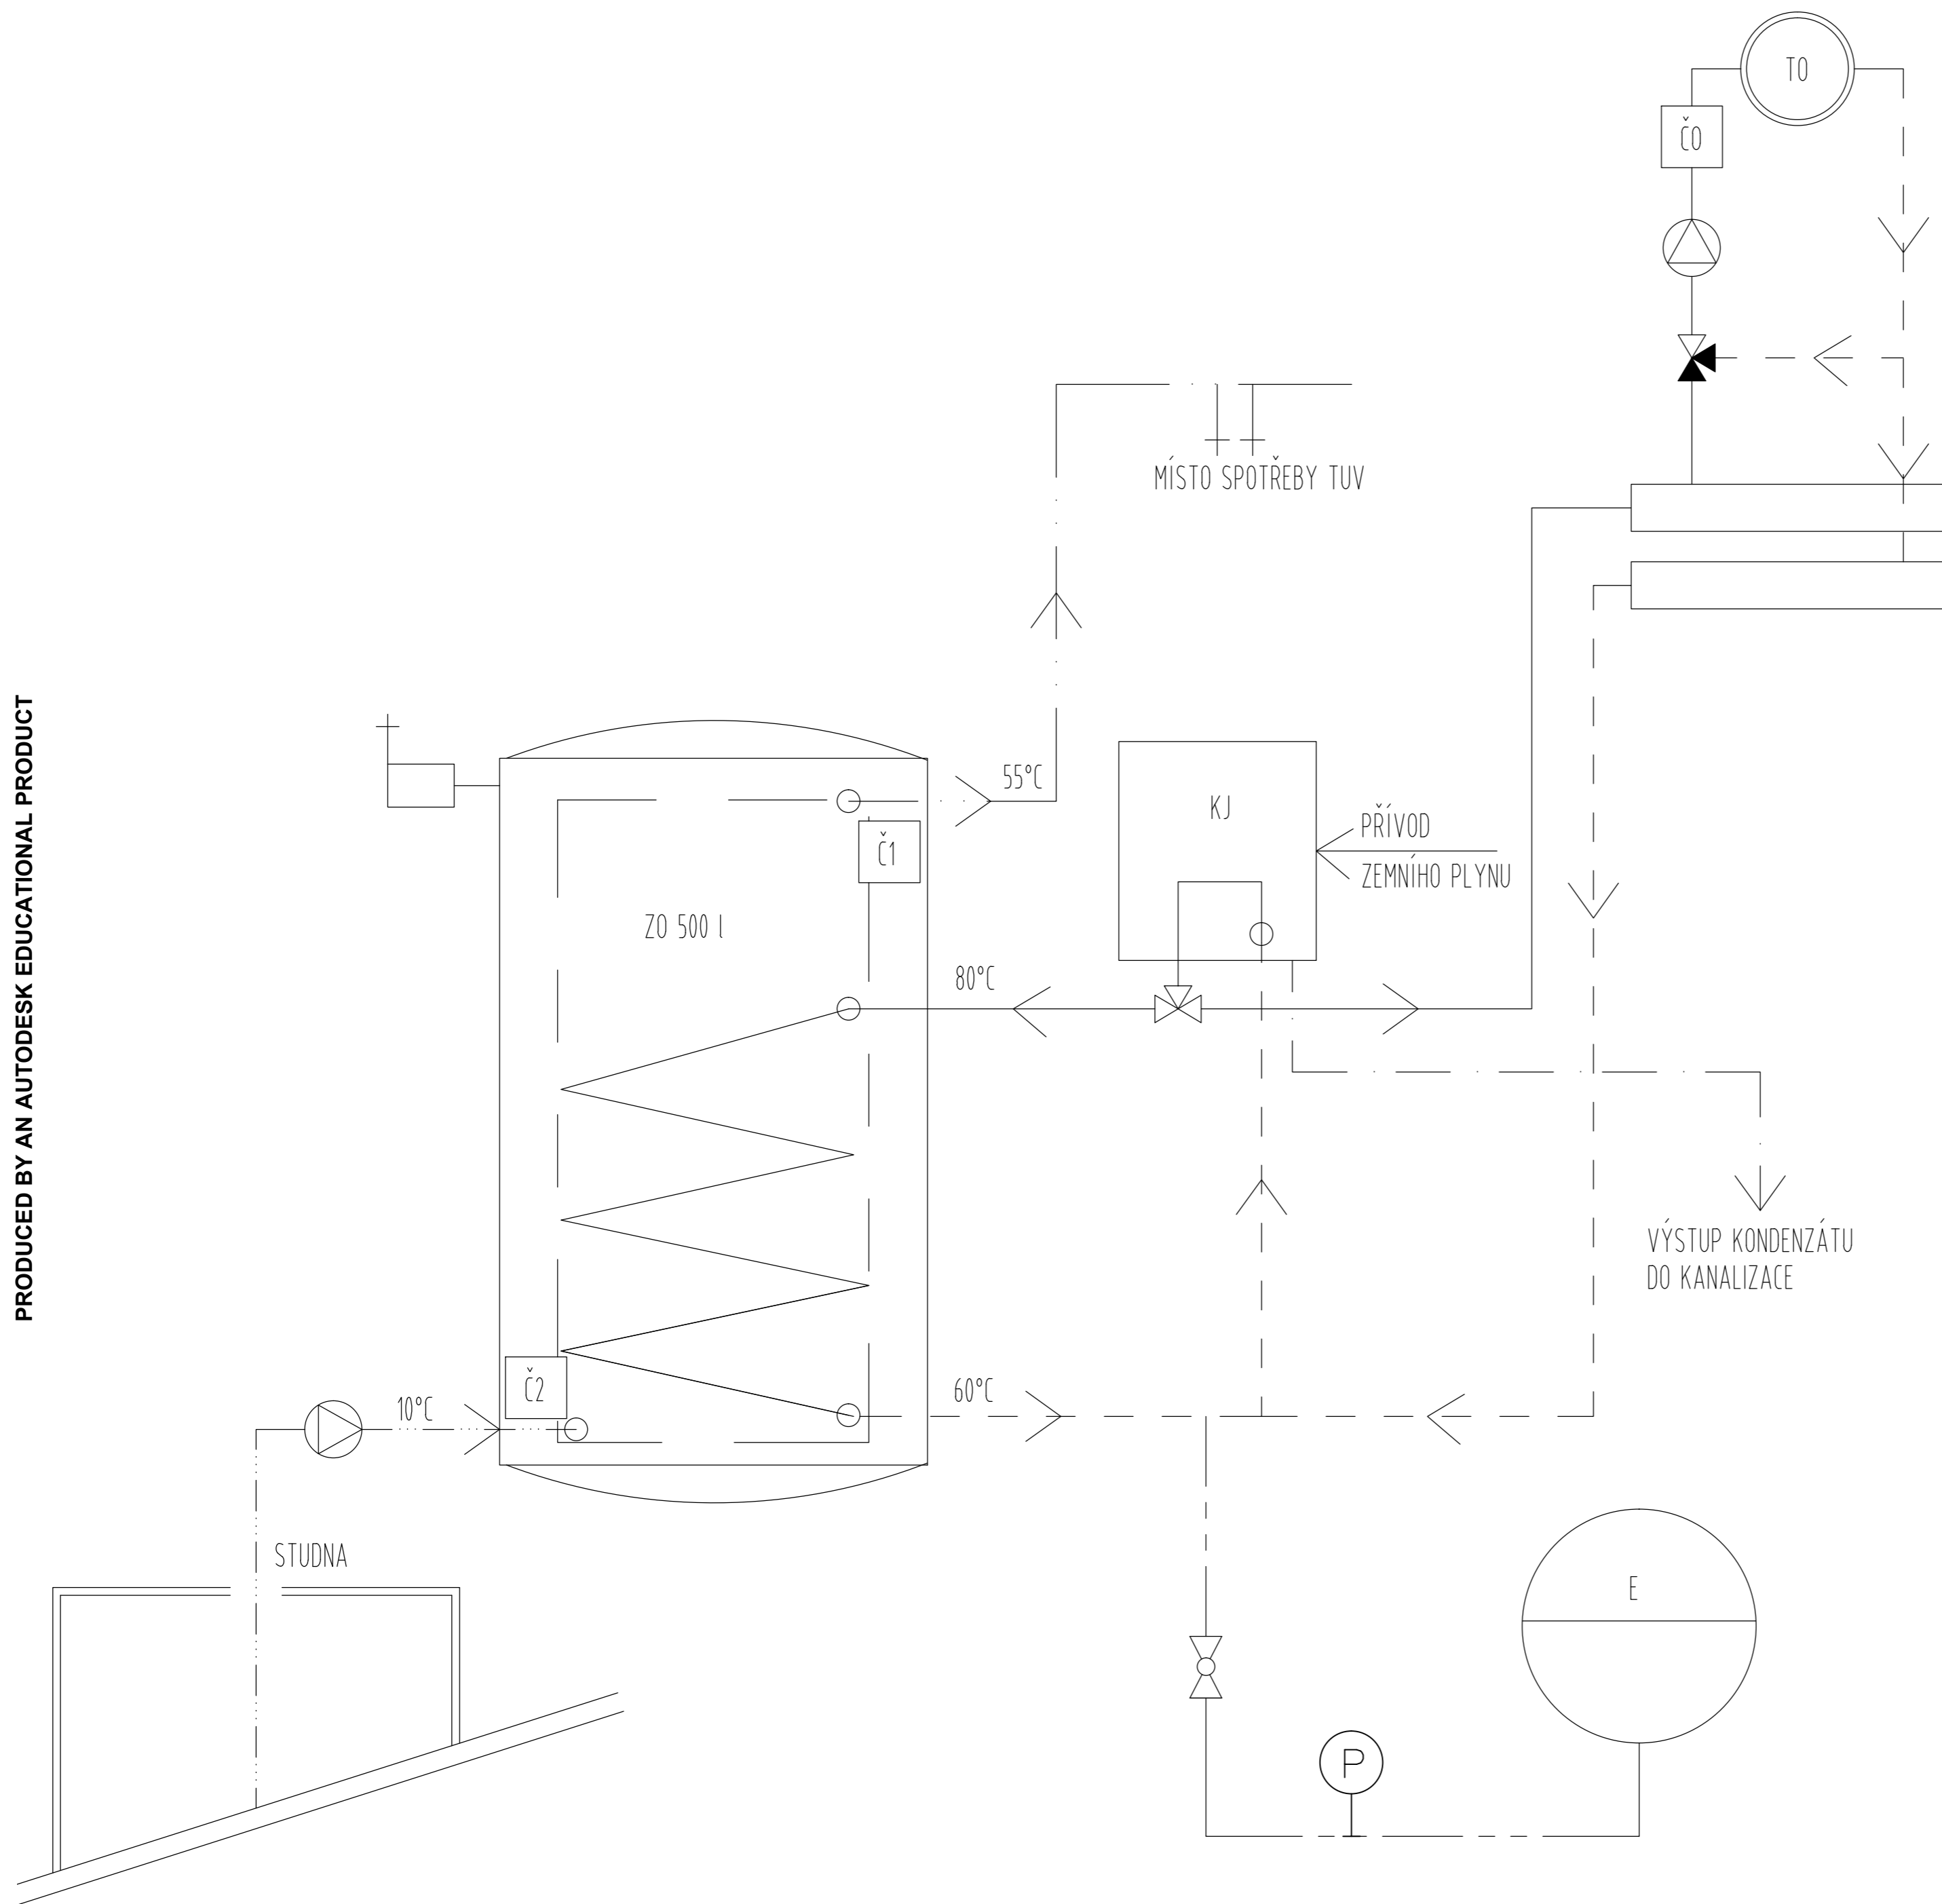 TO
ČO
MÍSTO SPOTŘEBY TUV
PRODUCED BY AN AUTODESK EDUCATIONAL PRODUCT
55°C
KJ
PŘÍVOD
ZEMNÍHO PLYNU
Č1
ZO 500 l
80°C
VÝSTUP KONDENZÁTU
DO KANALIZACE
Č2
10°C
60°C
STUDNA
E
P